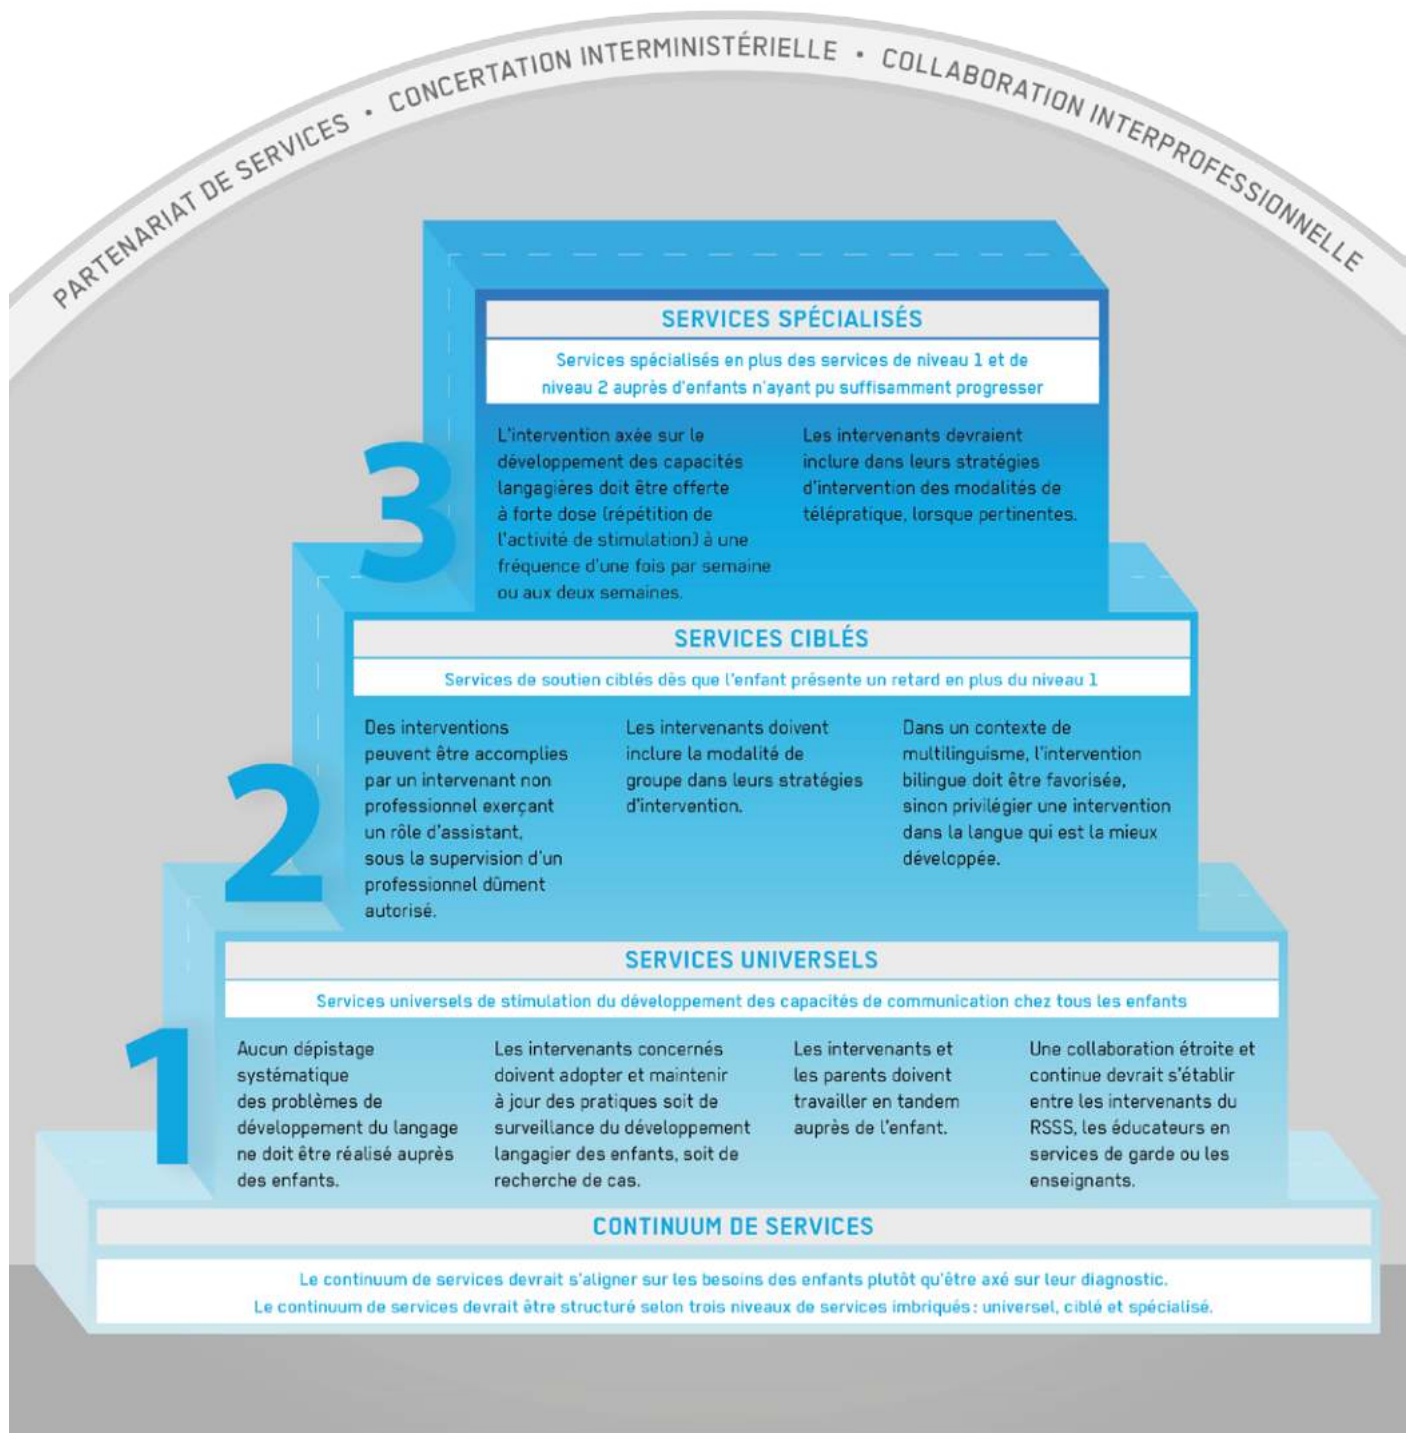 PARTENARIAT DE SERVICES • CONCERTATION INTERMINISTÉRIELLE • COLLABORATION INTERPROFESSIONNELLE
3
SERVICES SPÉCIALISÉS
Services spécialisés en plus des services de niveau 1 et de
niveau 2 auprès d'enfants n'ayant pu suffisamment progresser
L'intervention axée sur le
développement des capacités
langagières doit être offerte
à forte dose (répétition de
l'activité de stimulation) à une
fréquence d'une fois par semaine
ou aux deux semaines.
Les intervenants devraient
inclure dans leurs stratégies
d'intervention des modalités de
télépratique, lorsque pertinentes.
2
SERVICES CIBLÉS
Services de soutien ciblés dès que l'enfant présente un retard en plus du niveau 1
Des interventions
peuvent être accomplies
par un intervenant non
professionnel exerçant
un rôle d'assistant,
sous la supervision d'un
professionnel dûment
autorisé.
Les intervenants doivent
inclure la modalité de
groupe dans leurs stratégies
d'intervention.
Dans un contexte de
multilinguisme, l'intervention
bilingue doit être favorisée,
sinon privilégier une intervention
dans la langue qui est la mieux
développée.
1
SERVICES UNIVERSELS
Services universels de stimulation du développement des capacités de communication chez tous les enfants
Aucun dépistage
systématique
des problèmes de
développement du langage
ne doit être réalisé auprès
des enfants.
Les intervenants concernés
doivent adopter et maintenir
à jour des pratiques soit de
surveillance du développement
langagier des enfants, soit de
recherche de cas.
Les intervenants et
les parents doivent
travailler en tandem
auprès de l'enfant.
Une collaboration étroite et
continue devrait s'établir
entre les intervenants du
RSSS, les éducateurs en
services de garde ou les
enseignants.
CONTINUUM DE SERVICES
Le continuum de services devrait s'aligner sur les besoins des enfants plutôt qu'être axé sur leur diagnostic.
Le continuum de services devrait être structuré selon trois niveaux de services imbriqués : universel, ciblé et spécialisé.